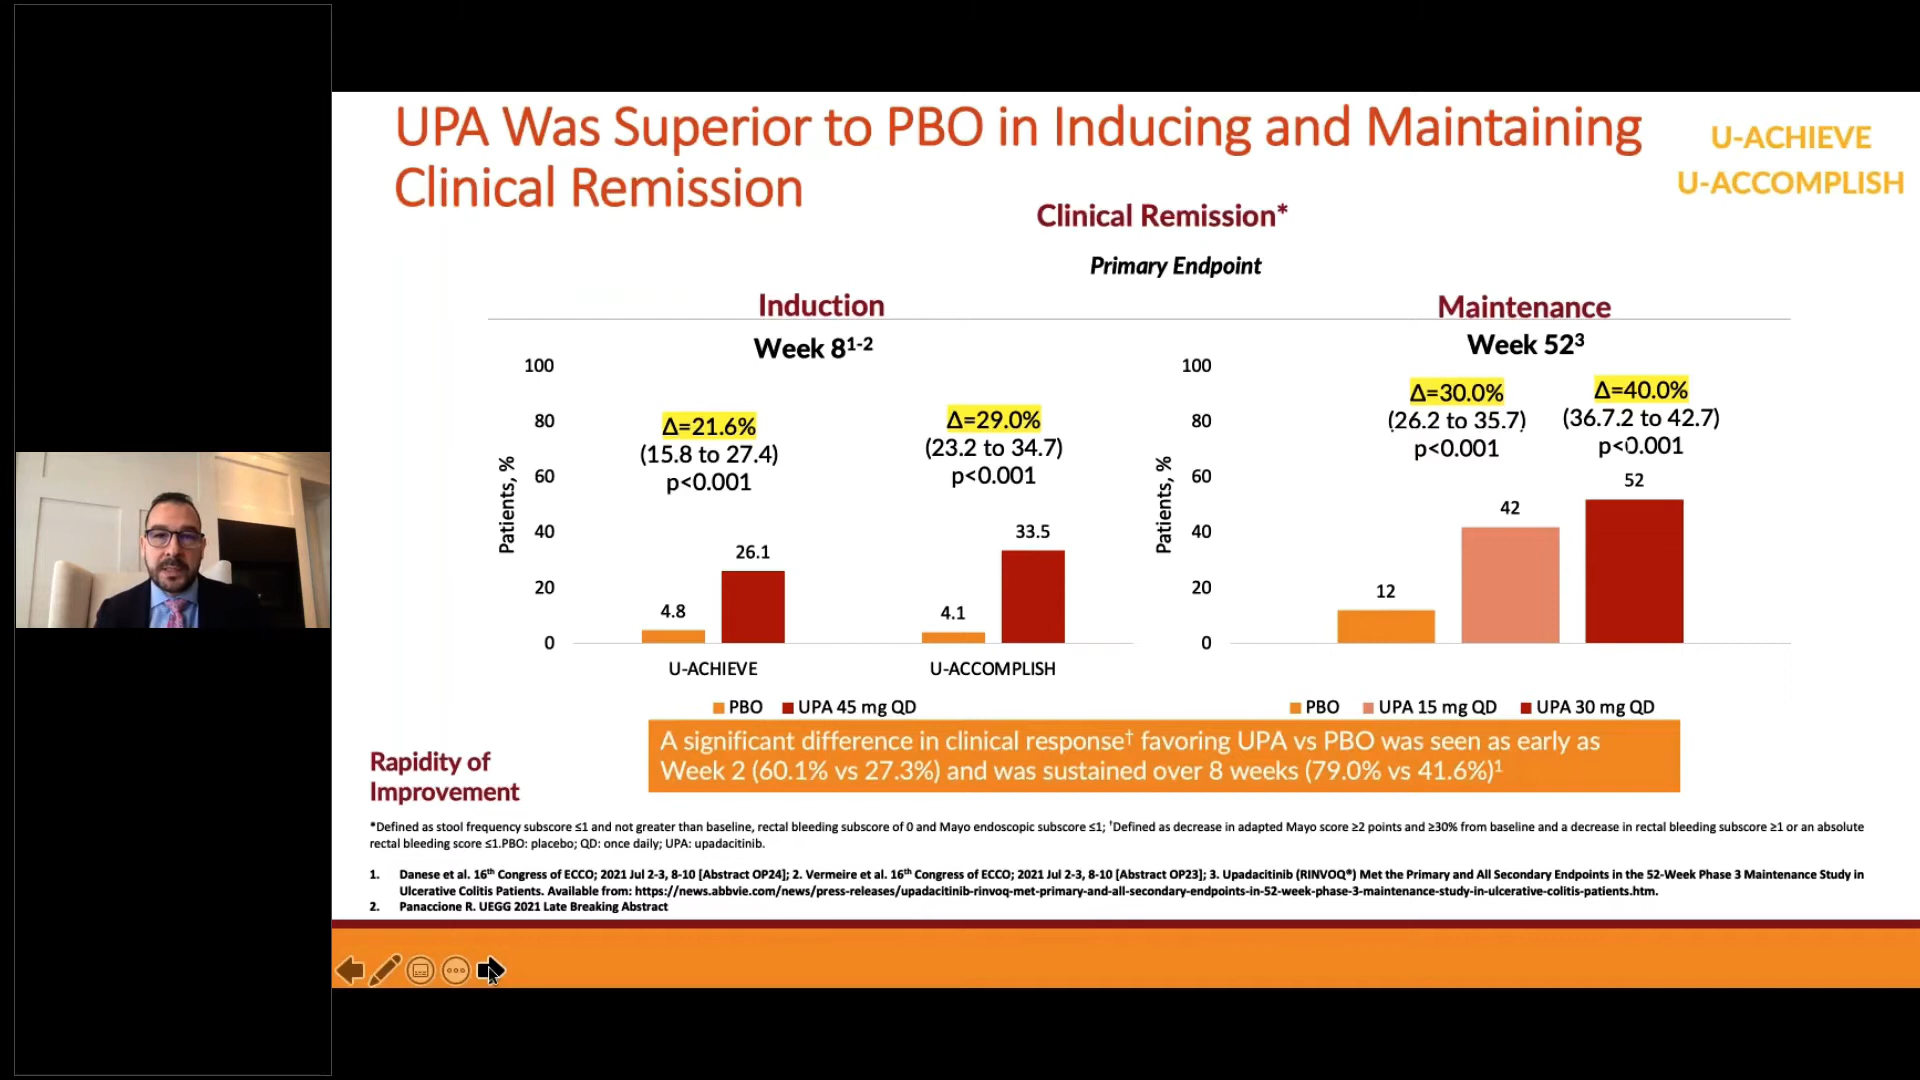 UPA Was Superior to PBO in Inducing and Maintaining
Clinical Remission
U-ACHIEVE
U-ACCOMPLISH
Clinical Remission*
Primary Endpoint
Induction
Week 8¹⁻²
100
80
60
40
20
0
Patients, %
Δ=21.6%
(15.8 to 27.4)
p<0.001
Δ=29.0%
(23.2 to 34.7)
p<0.001
4.8
26.1
4.1
33.5
U-ACHIEVE
U-ACCOMPLISH
PBO
UPA 45 mg QD
Maintenance
Week 52³
100
80
60
40
20
0
Patients, %
Δ=30.0%
(26.2 to 35.7)
p<0.001
Δ=40.0%
(36.7.2 to 42.7)
p<0.001
12
42
52
PBO
UPA 15 mg QD
UPA 30 mg QD
Rapidity of
Improvement
A significant difference in clinical response† favoring UPA vs PBO was seen as early as
Week 2 (60.1% vs 27.3%) and was sustained over 8 weeks (79.0% vs 41.6%)¹
*Defined as stool frequency subscore ≤1 and not greater than baseline, rectal bleeding subscore of 0 and Mayo endoscopic subscore ≤1; †Defined as decrease in adapted Mayo score ≥2 points and ≥30% from baseline and a decrease in rectal bleeding subscore ≥1 or an absolute
rectal bleeding score ≤1.PBO: placebo; QD: once daily; UPA: upadacitinib.
1. Danese et al. 16th Congress of ECCO; 2021 Jul 2-3, 8-10 [Abstract OP24]; 2. Vermeire et al. 16th Congress of ECCO; 2021 Jul 2-3, 8-10 [Abstract OP23]; 3. Upadacitinib (RINVOQ®) Met the Primary and All Secondary Endpoints in the 52-Week Phase 3 Maintenance Study in
Ulcerative Colitis Patients. Available from: https://news.abbvie.com/news/press-releases/upadacitinib-rinvoq-met-primary-and-all-secondary-endpoints-in-52-week-phase-3-maintenance-study-in-ulcerative-colitis-patients.htm.
2. Panaccione R. UEGG 2021 Late Breaking Abstract